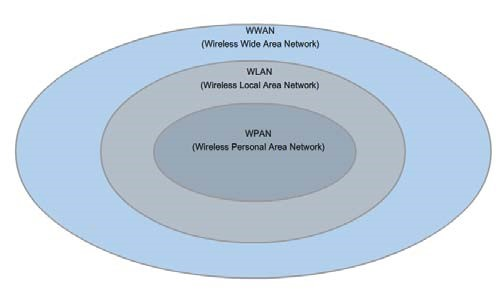 WWAN
(Wireless Wide Area Network)
WLAN
(Wireless Local Area Network)
WPAN
(Wireless Personal Area Network)